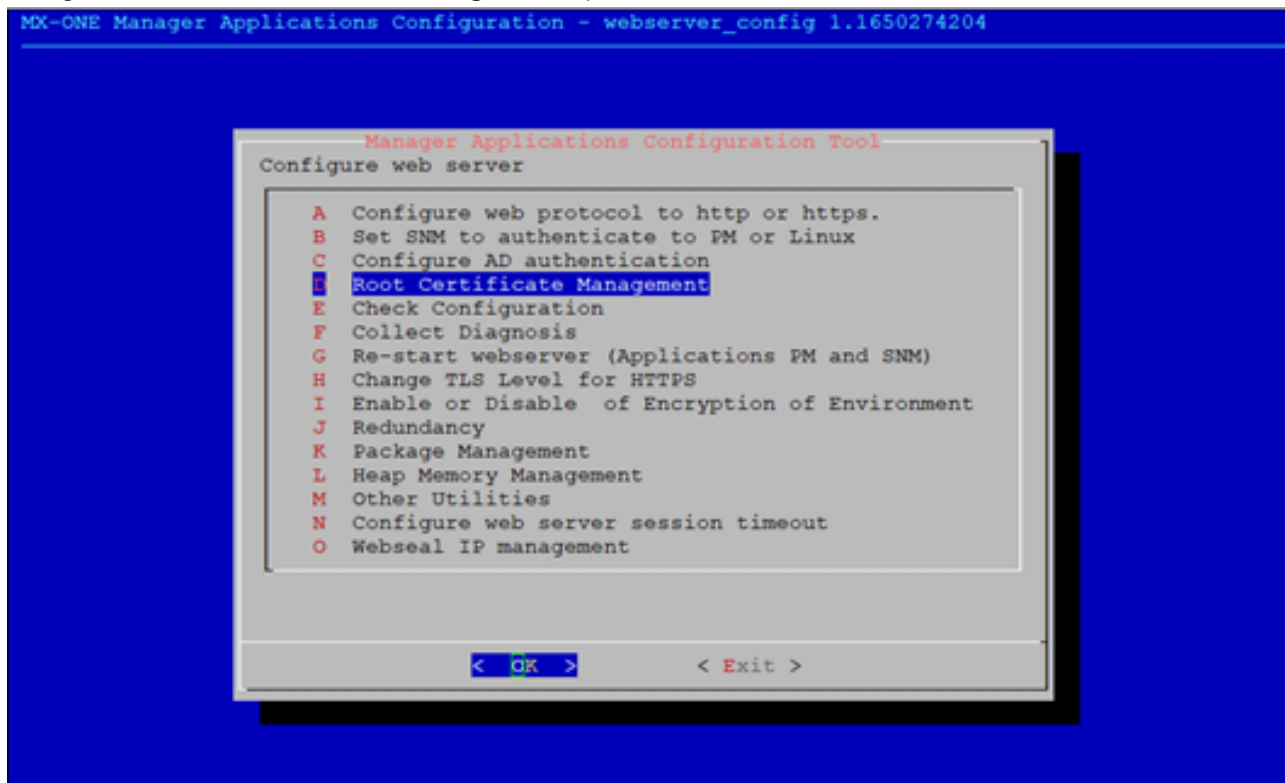 MX-ONE Manager Applications Configuration - webserver_config 1.1650274204
Manager Applications Configuration Tool
Configure web server
A Configure web protocol to http or https.
B Set SNM to authenticate to PM or Linux
C Configure AD authentication
D Root Certificate Management
E Check Configuration
F Collect Diagnosis
G Re-start webserver (Applications PM and SNM)
H Change TLS Level for HTTPS
I Enable or Disable  of Encryption of Environment
J Redundancy
K Package Management
L Heap Memory Management
M Other Utilities
N Configure web server session timeout
O Webseal IP management
< OK > < Exit >